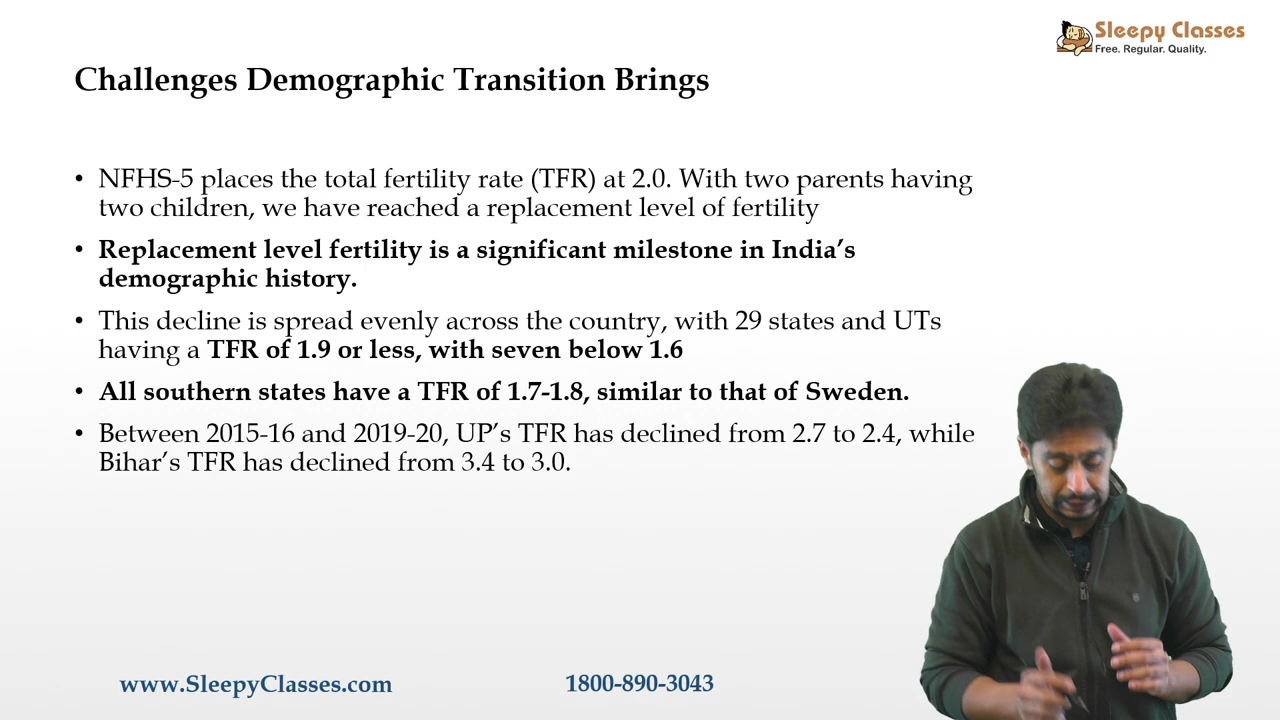 Sleepy Classes
Free. Regular. Quality.
Challenges Demographic Transition Brings
• NFHS-5 places the total fertility rate (TFR) at 2.0. With two parents having
two children, we have reached a replacement level of fertility
• Replacement level fertility is a significant milestone in India’s
demographic history.
• This decline is spread evenly across the country, with 29 states and UTs
having a TFR of 1.9 or less, with seven below 1.6
• All southern states have a TFR of 1.7-1.8, similar to that of Sweden.
• Between 2015-16 and 2019-20, UP’s TFR has declined from 2.7 to 2.4, while
Bihar’s TFR has declined from 3.4 to 3.0.
www.SleepyClasses.com
1800-890-3043